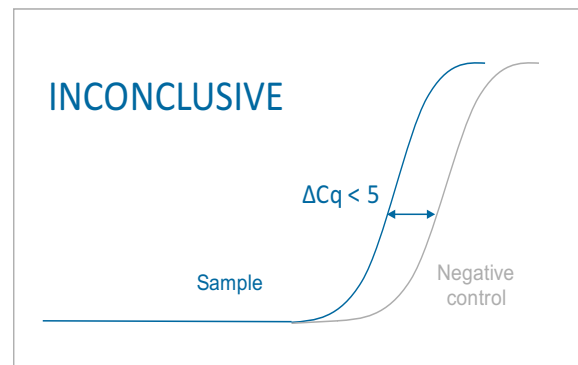 INCONCLUSIVE
ΔCq < 5
Sample
Negative
control